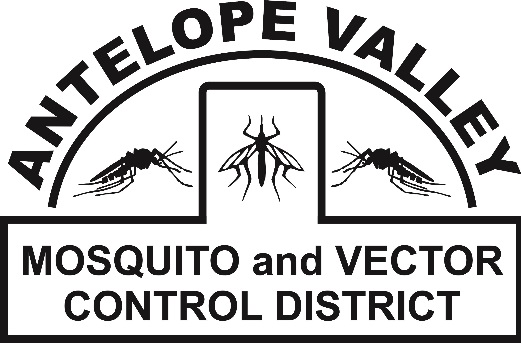 ANTELOPE VALLEY
MOSQUITO and VECTOR
CONTROL DISTRICT